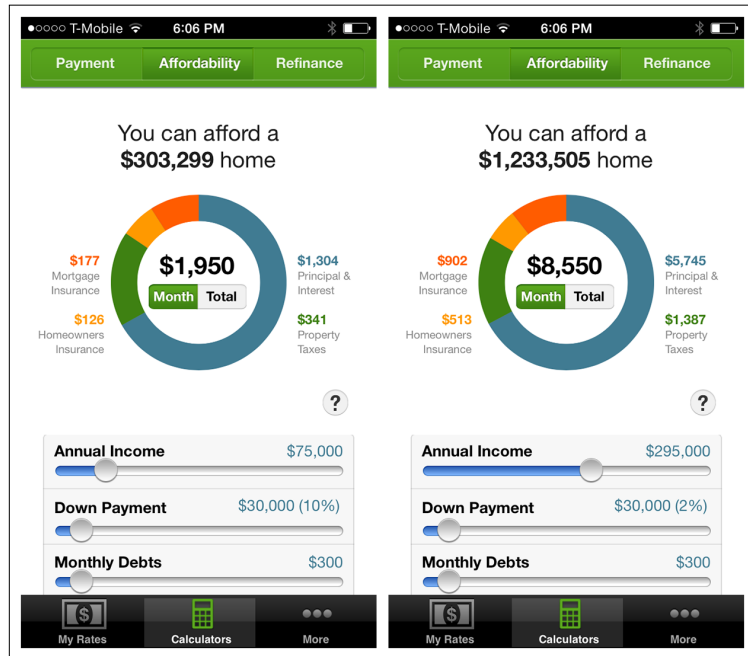 ●○○○○ T-Mobile 6:06 PM
Payment Affordability Refinance
You can afford a
$303,299 home
$177
Mortgage
Insurance
$126
Homeowners
Insurance
$1,950
Month Total
$1,304
Principal &
Interest
$341
Property
Taxes
?
Annual Income $75,000
Down Payment $30,000 (10%)
Monthly Debts $300
$
My Rates Calculators More
●○○○○ T-Mobile 6:06 PM
Payment Affordability Refinance
You can afford a
$1,233,505 home
$902
Mortgage
Insurance
$513
Homeowners
Insurance
$8,550
Month Total
$5,745
Principal &
Interest
$1,387
Property
Taxes
?
Annual Income $295,000
Down Payment $30,000 (2%)
Monthly Debts $300
$
My Rates Calculators More